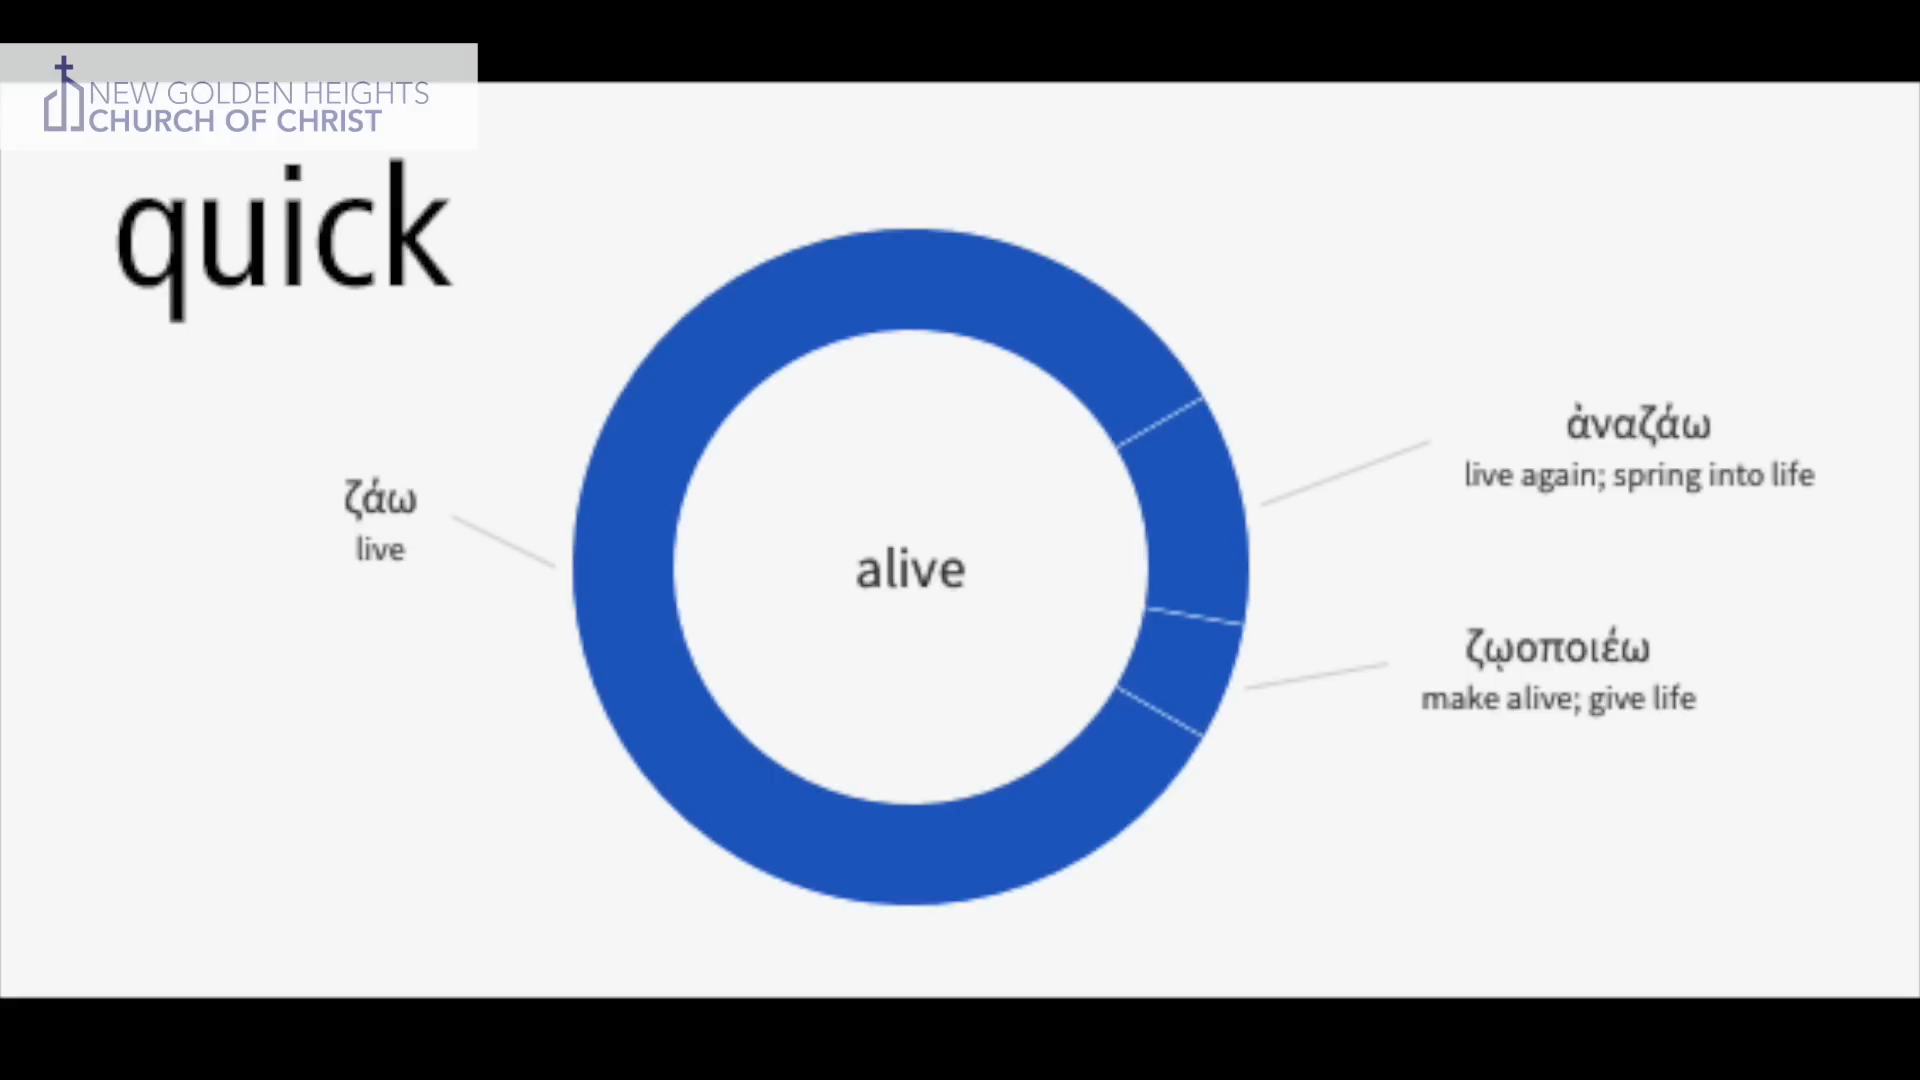 NEW GOLDEN HEIGHTS
CHURCH OF CHRIST
quick
ζάω
live
alive
ἀναζάω
live again; spring into life
ζῳοποιέω
make alive; give life